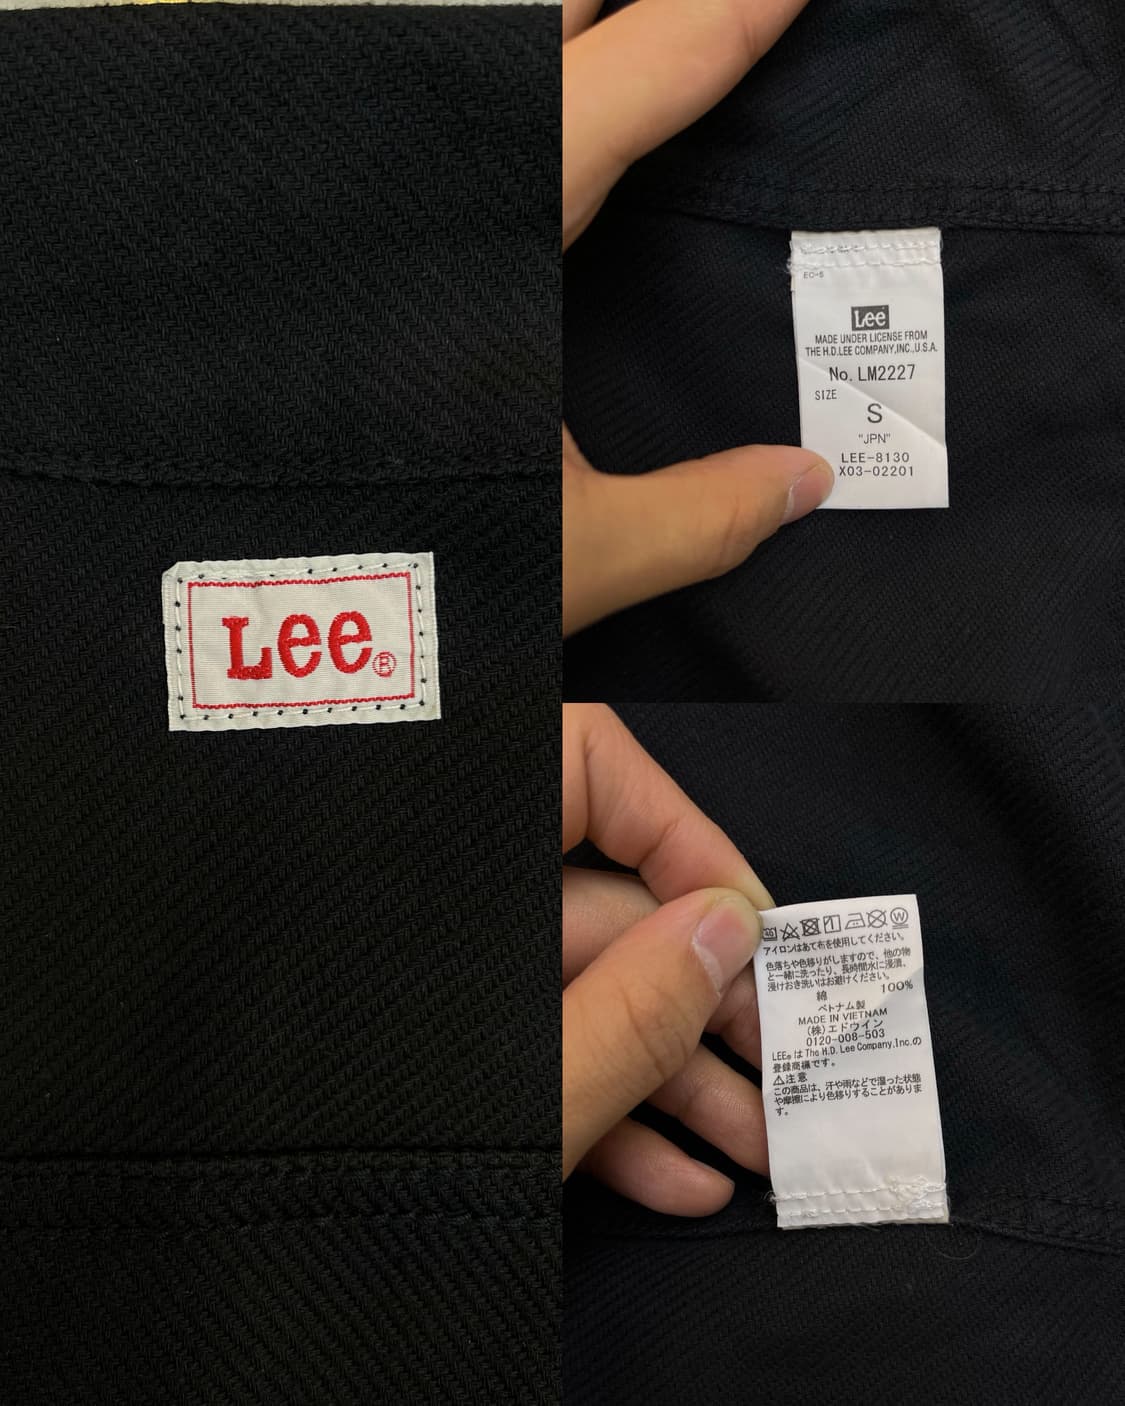 Lee®
EC-5
Lee
MADE UNDER LICENSE FROM
THE H.D.LEE COMPANY,INC.,U.S.A.
No. LM2227
SIZE
S
"JPN"
LEE-8130
X03-02201
40
W
アイロンはあて布を使用してください。
色落ちや色移りがしますので、他の物
と一緒に洗ったり、長時間水に浸漬、
浸けおき洗いはお避けください。
綿 100%
ベトナム製
MADE IN VIETNAM
(株)エドウイン
0120-008-503
LEE®は The H.D. Lee Company,Inc.の
登録商標です。
⚠注意
この商品は、汗や雨などで湿った状態
や摩擦により色移りすることがありま
す。